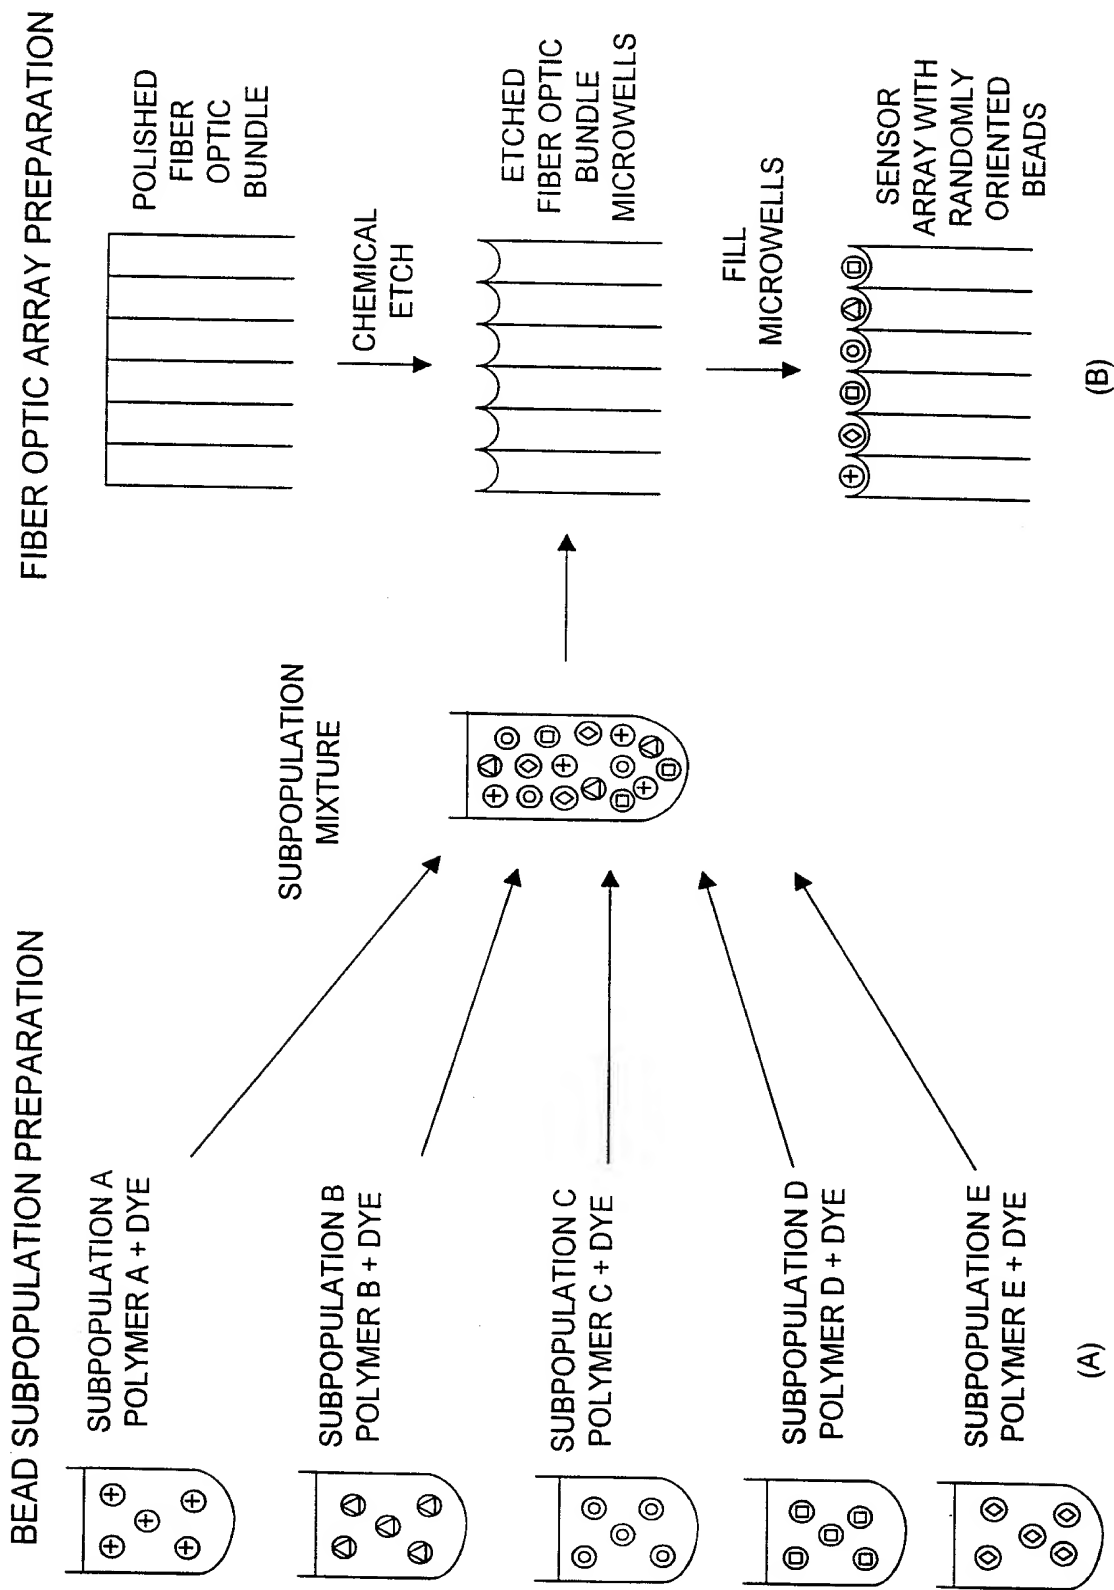 BEAD SUBPOPULATION PREPARATION
SUBPOPULATION A
POLYMER A + DYE
SUBPOPULATION B
POLYMER B + DYE
SUBPOPULATION C
POLYMER C + DYE
SUBPOPULATION D
POLYMER D + DYE
SUBPOPULATION E
POLYMER E + DYE
(A)
SUBPOPULATION
MIXTURE
FIBER OPTIC ARRAY PREPARATION
POLISHED
FIBER
OPTIC
BUNDLE
CHEMICAL
ETCH
ETCHED
FIBER OPTIC
BUNDLE
MICROWELLS
FILL
MICROWELLS
SENSOR
ARRAY WITH
RANDOMLY
ORIENTED
BEADS
(B)